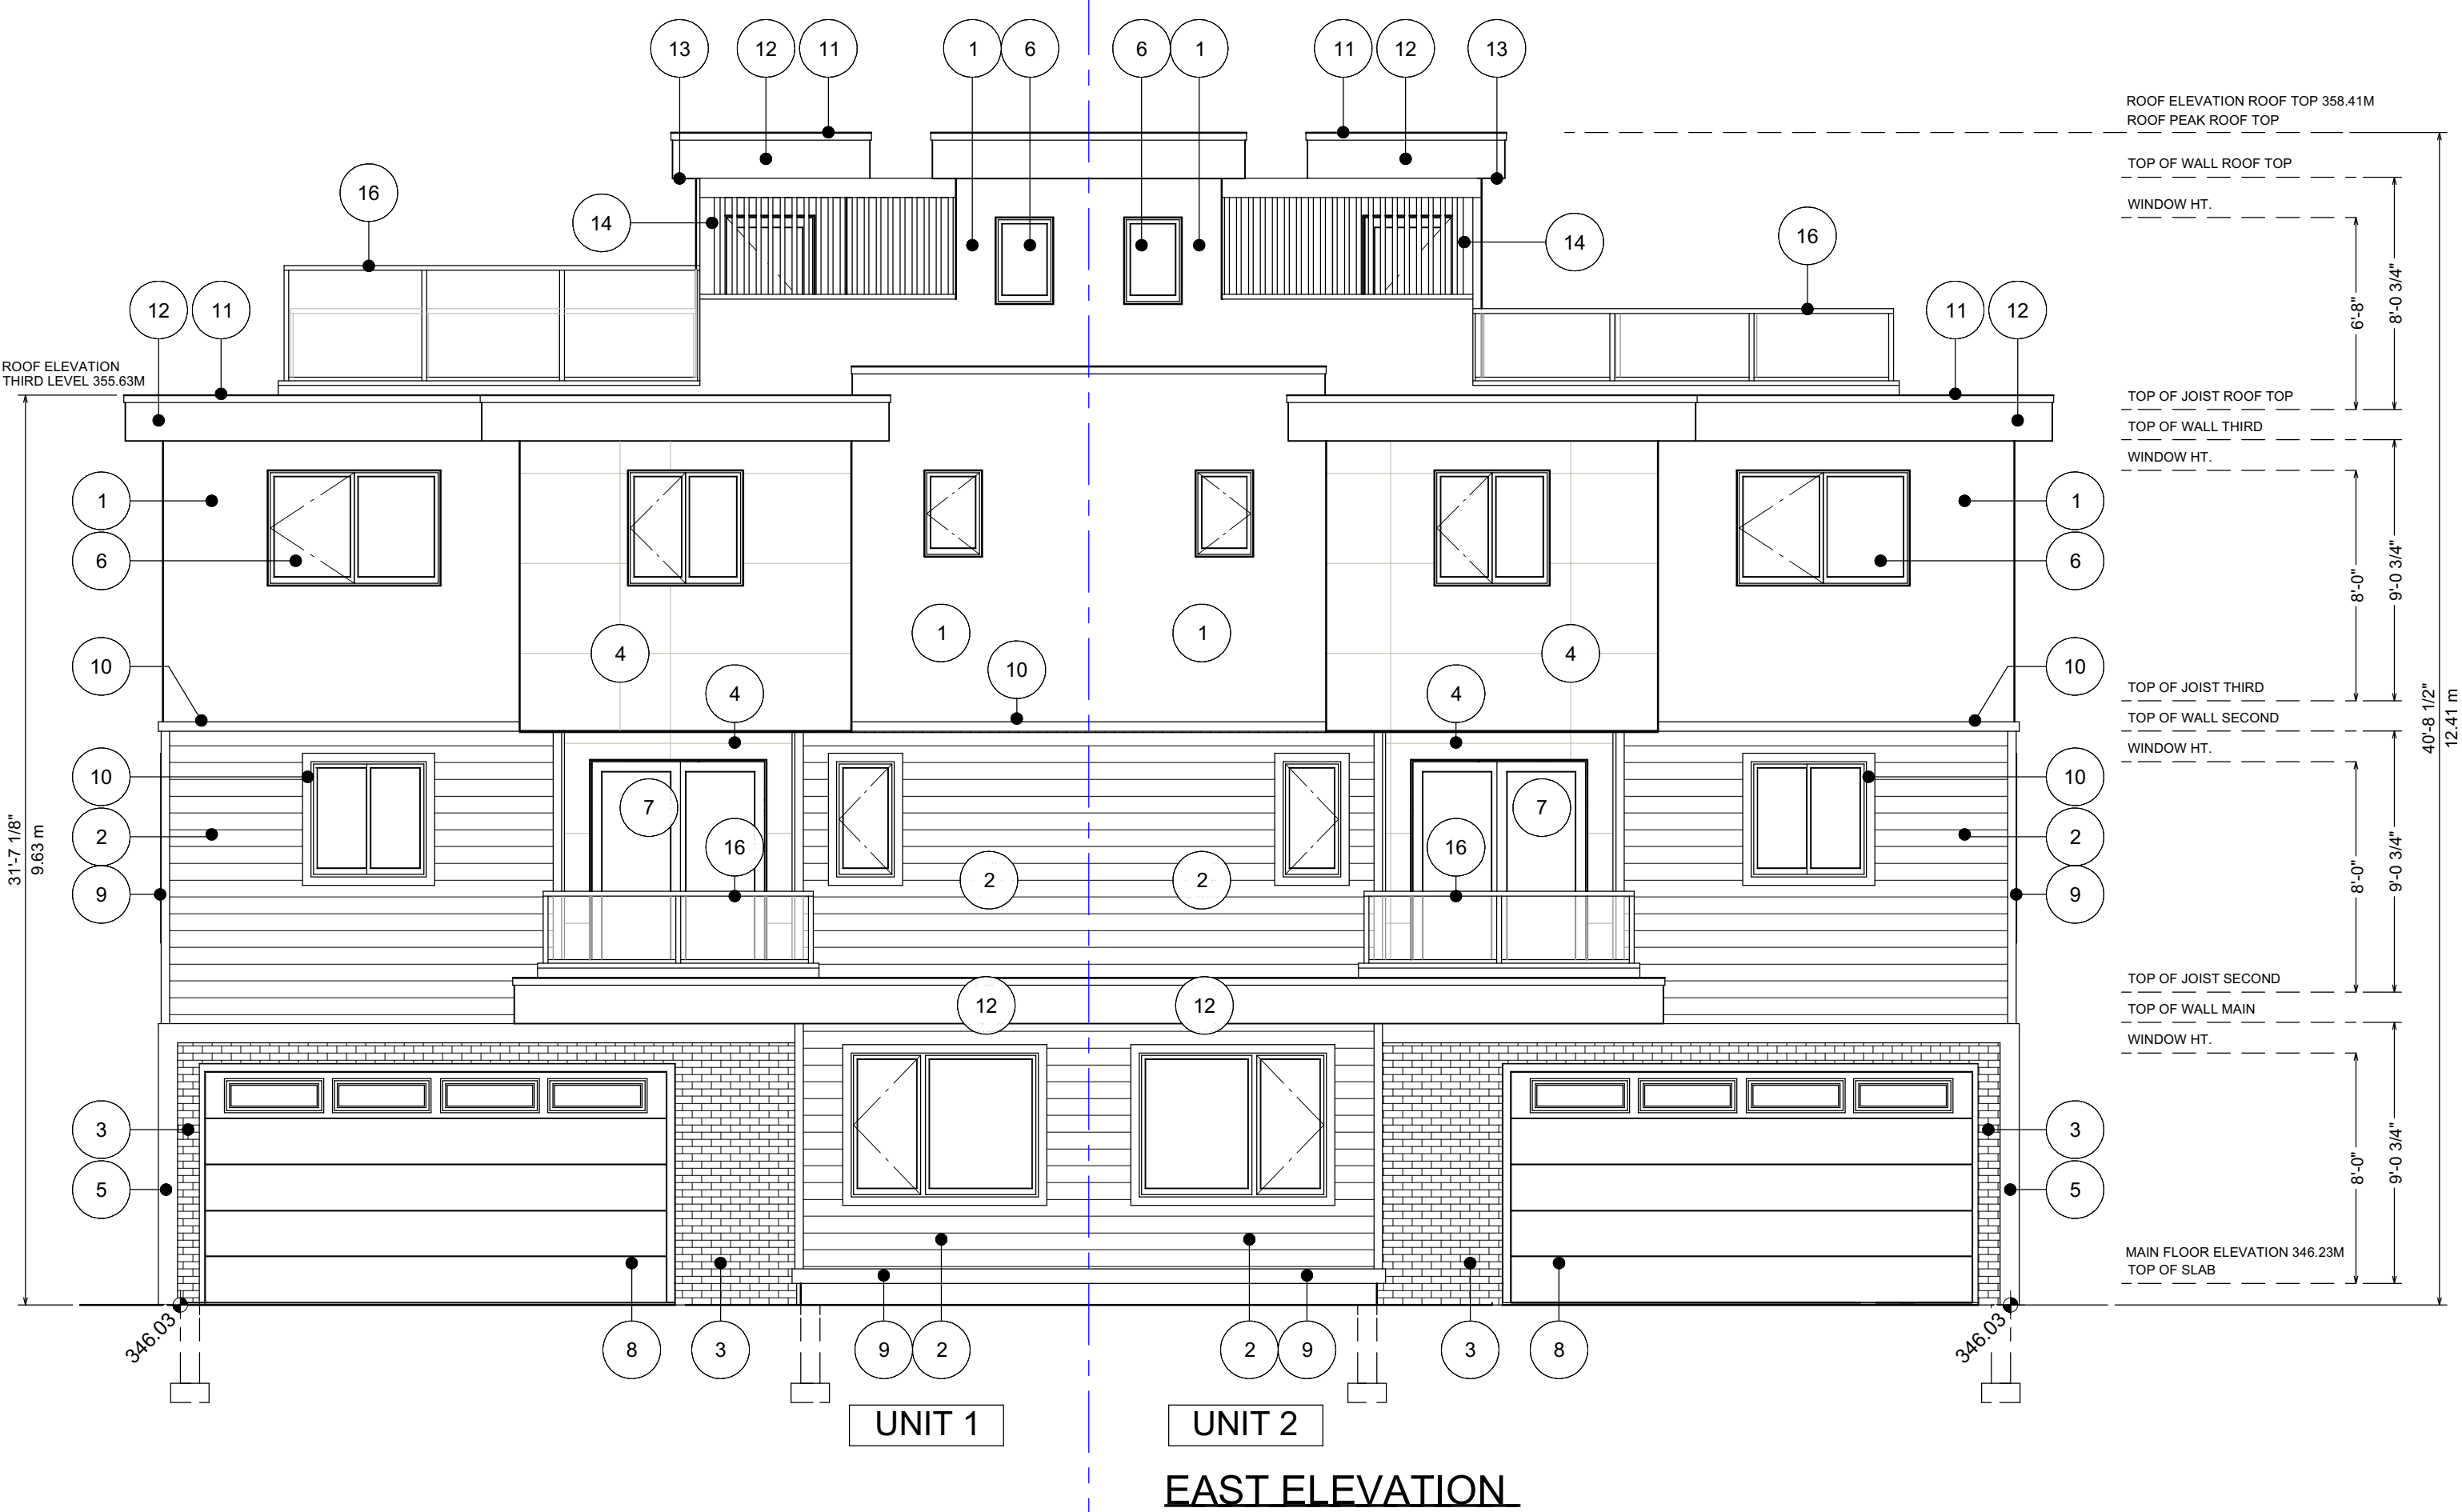 13 12 11 1 6 6 1 11 12 13
ROOF ELEVATION ROOF TOP 358.41M
ROOF PEAK ROOF TOP
TOP OF WALL ROOF TOP
16 14 14 16
WINDOW HT.
12 11 11 12
6'-8" 8'-0 3/4"
ROOF ELEVATION
THIRD LEVEL 355.63M
TOP OF JOIST ROOF TOP
TOP OF WALL THIRD
WINDOW HT.
1 1
6 6
8'-0" 9'-0 3/4"
1 1
4 4
10 10 10
4 4
TOP OF JOIST THIRD
TOP OF WALL SECOND
40'-8 1/2"
12.41 m
WINDOW HT.
10 10
7 7
2 16 16 2
31'-7 1/8"
9.63 m
9 2 2 9
8'-0" 9'-0 3/4"
TOP OF JOIST SECOND
12 12
TOP OF WALL MAIN
WINDOW HT.
3 3
5 5
8'-0" 9'-0 3/4"
MAIN FLOOR ELEVATION 346.23M
TOP OF SLAB
346.03 346.03
8 3 9 2 2 9 3 8
UNIT 1 UNIT 2
EAST ELEVATION